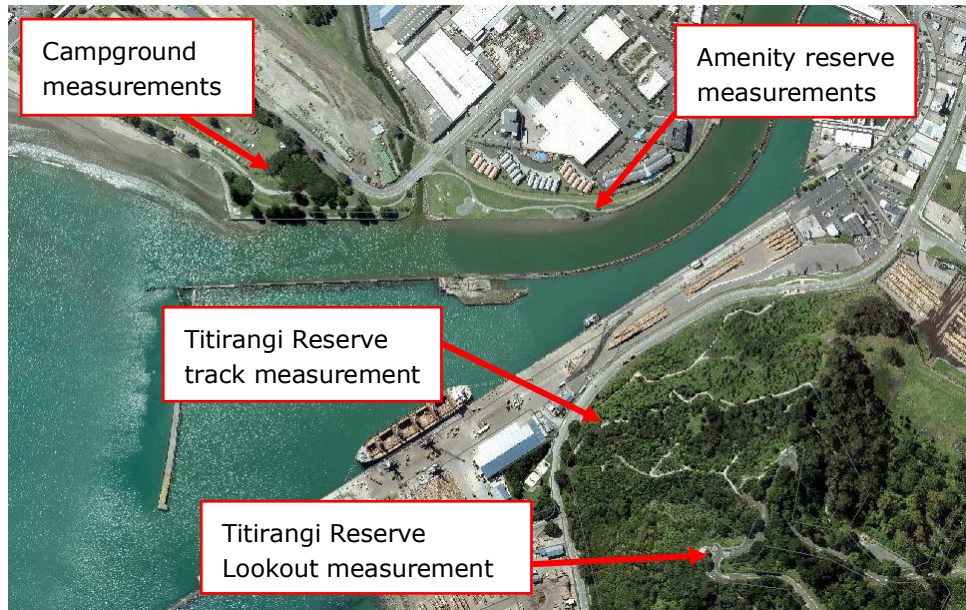 Campground
measurements
Amenity reserve
measurements
Titirangi Reserve
track measurement
Titirangi Reserve
Lookout measurement